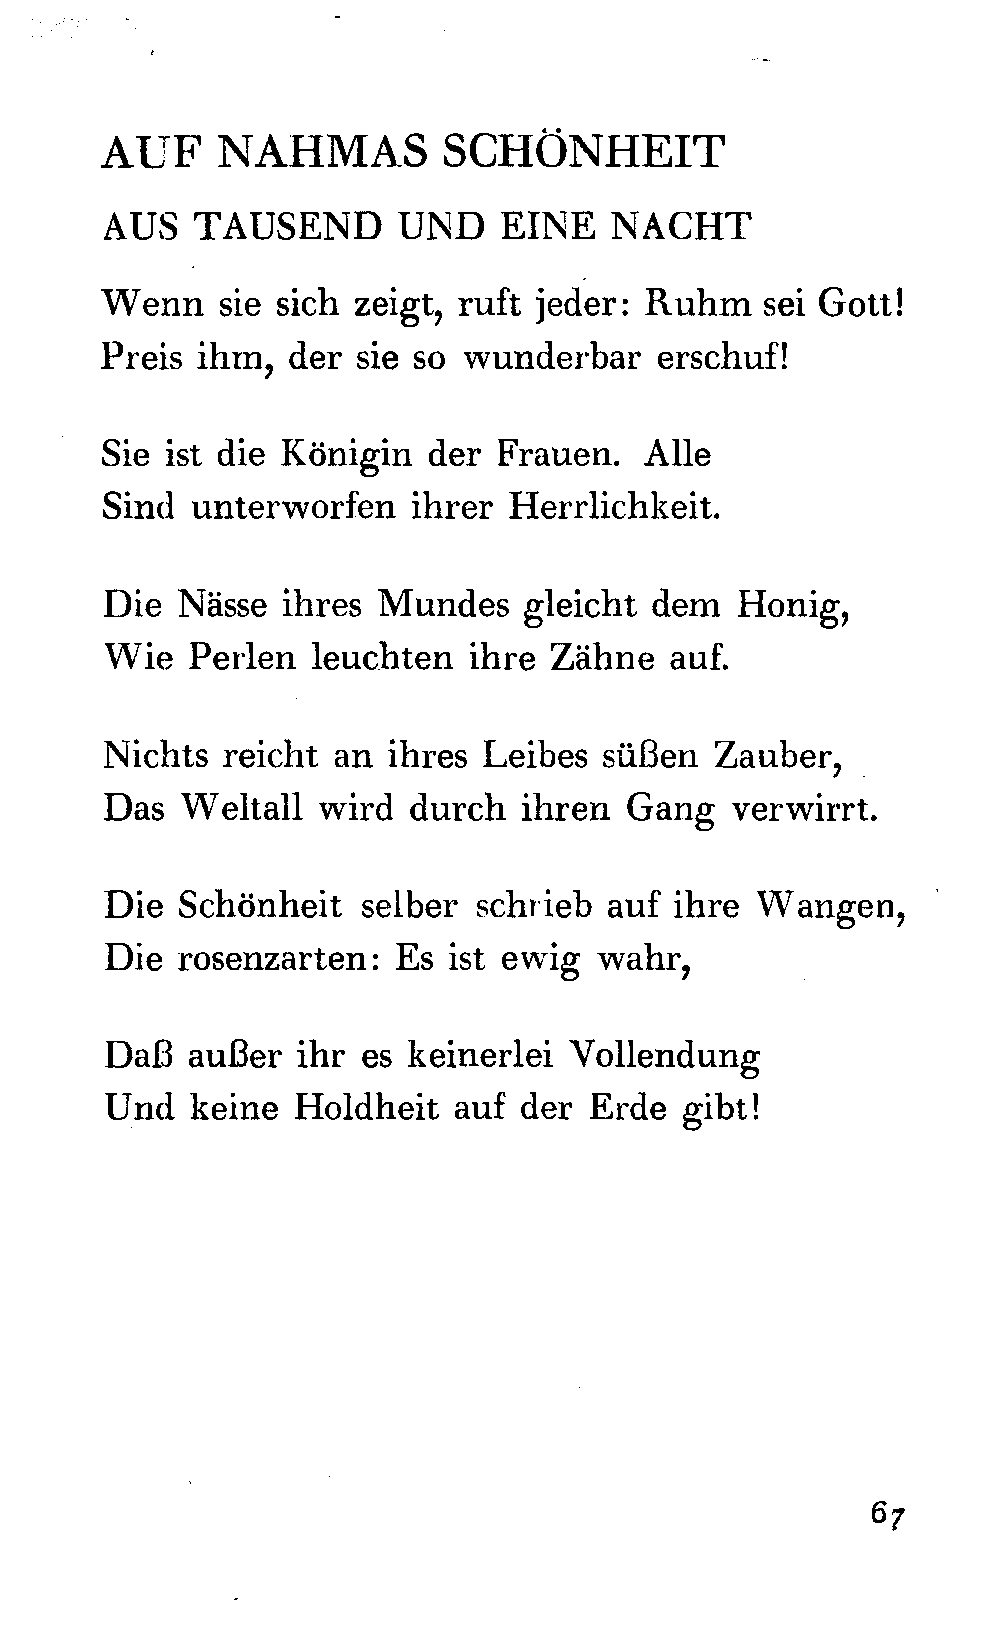 AUF NAHMAS SCHÖNHEIT
AUS TAUSEND UND EINE NACHT
Wenn sie sich zeigt, ruft jeder: Ruhm sei Gott!
Preis ihm, der sie so wunderbar erschuf!
Sie ist die Königin der Frauen. Alle
Sind unterworfen ihrer Herrlichkeit.
Die Nässe ihres Mundes gleicht dem Honig,
Wie Perlen leuchten ihre Zähne auf.
Nichts reicht an ihres Leibes süßen Zauber,
Das Weltall wird durch ihren Gang verwirrt.
Die Schönheit selber schrieb auf ihre Wangen,
Die rosenzarten: Es ist ewig wahr,
Daß außer ihr es keinerlei Vollendung
Und keine Holdheit auf der Erde gibt!
67